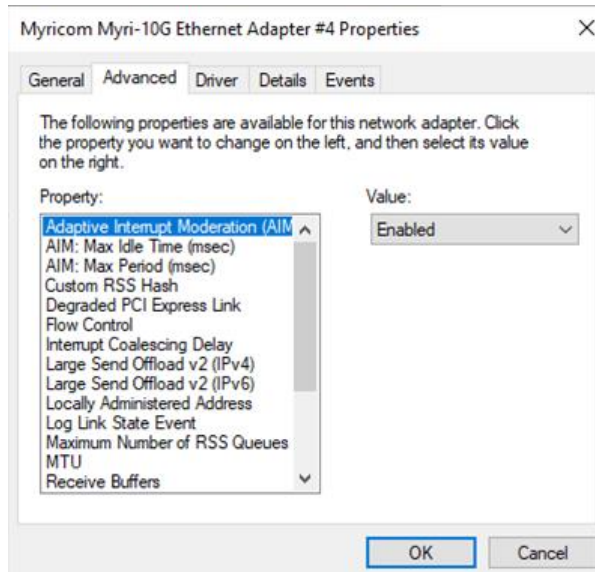 Myricom Myri-10G Ethernet Adapter #4 Properties
General Advanced Driver Details Events
The following properties are available for this network adapter. Click
the property you want to change on the left, and then select its value
on the right.
Property:
Value:
Adaptive Interrupt Moderation (AIM
Enabled
AIM: Max Idle Time (msec)
AIM: Max Period (msec)
Custom RSS Hash
Degraded PCI Express Link
Flow Control
Interrupt Coalescing Delay
Large Send Offload v2 (IPv4)
Large Send Offload v2 (IPv6)
Locally Administered Address
Log Link State Event
Maximum Number of RSS Queues
MTU
Receive Buffers
OK
Cancel